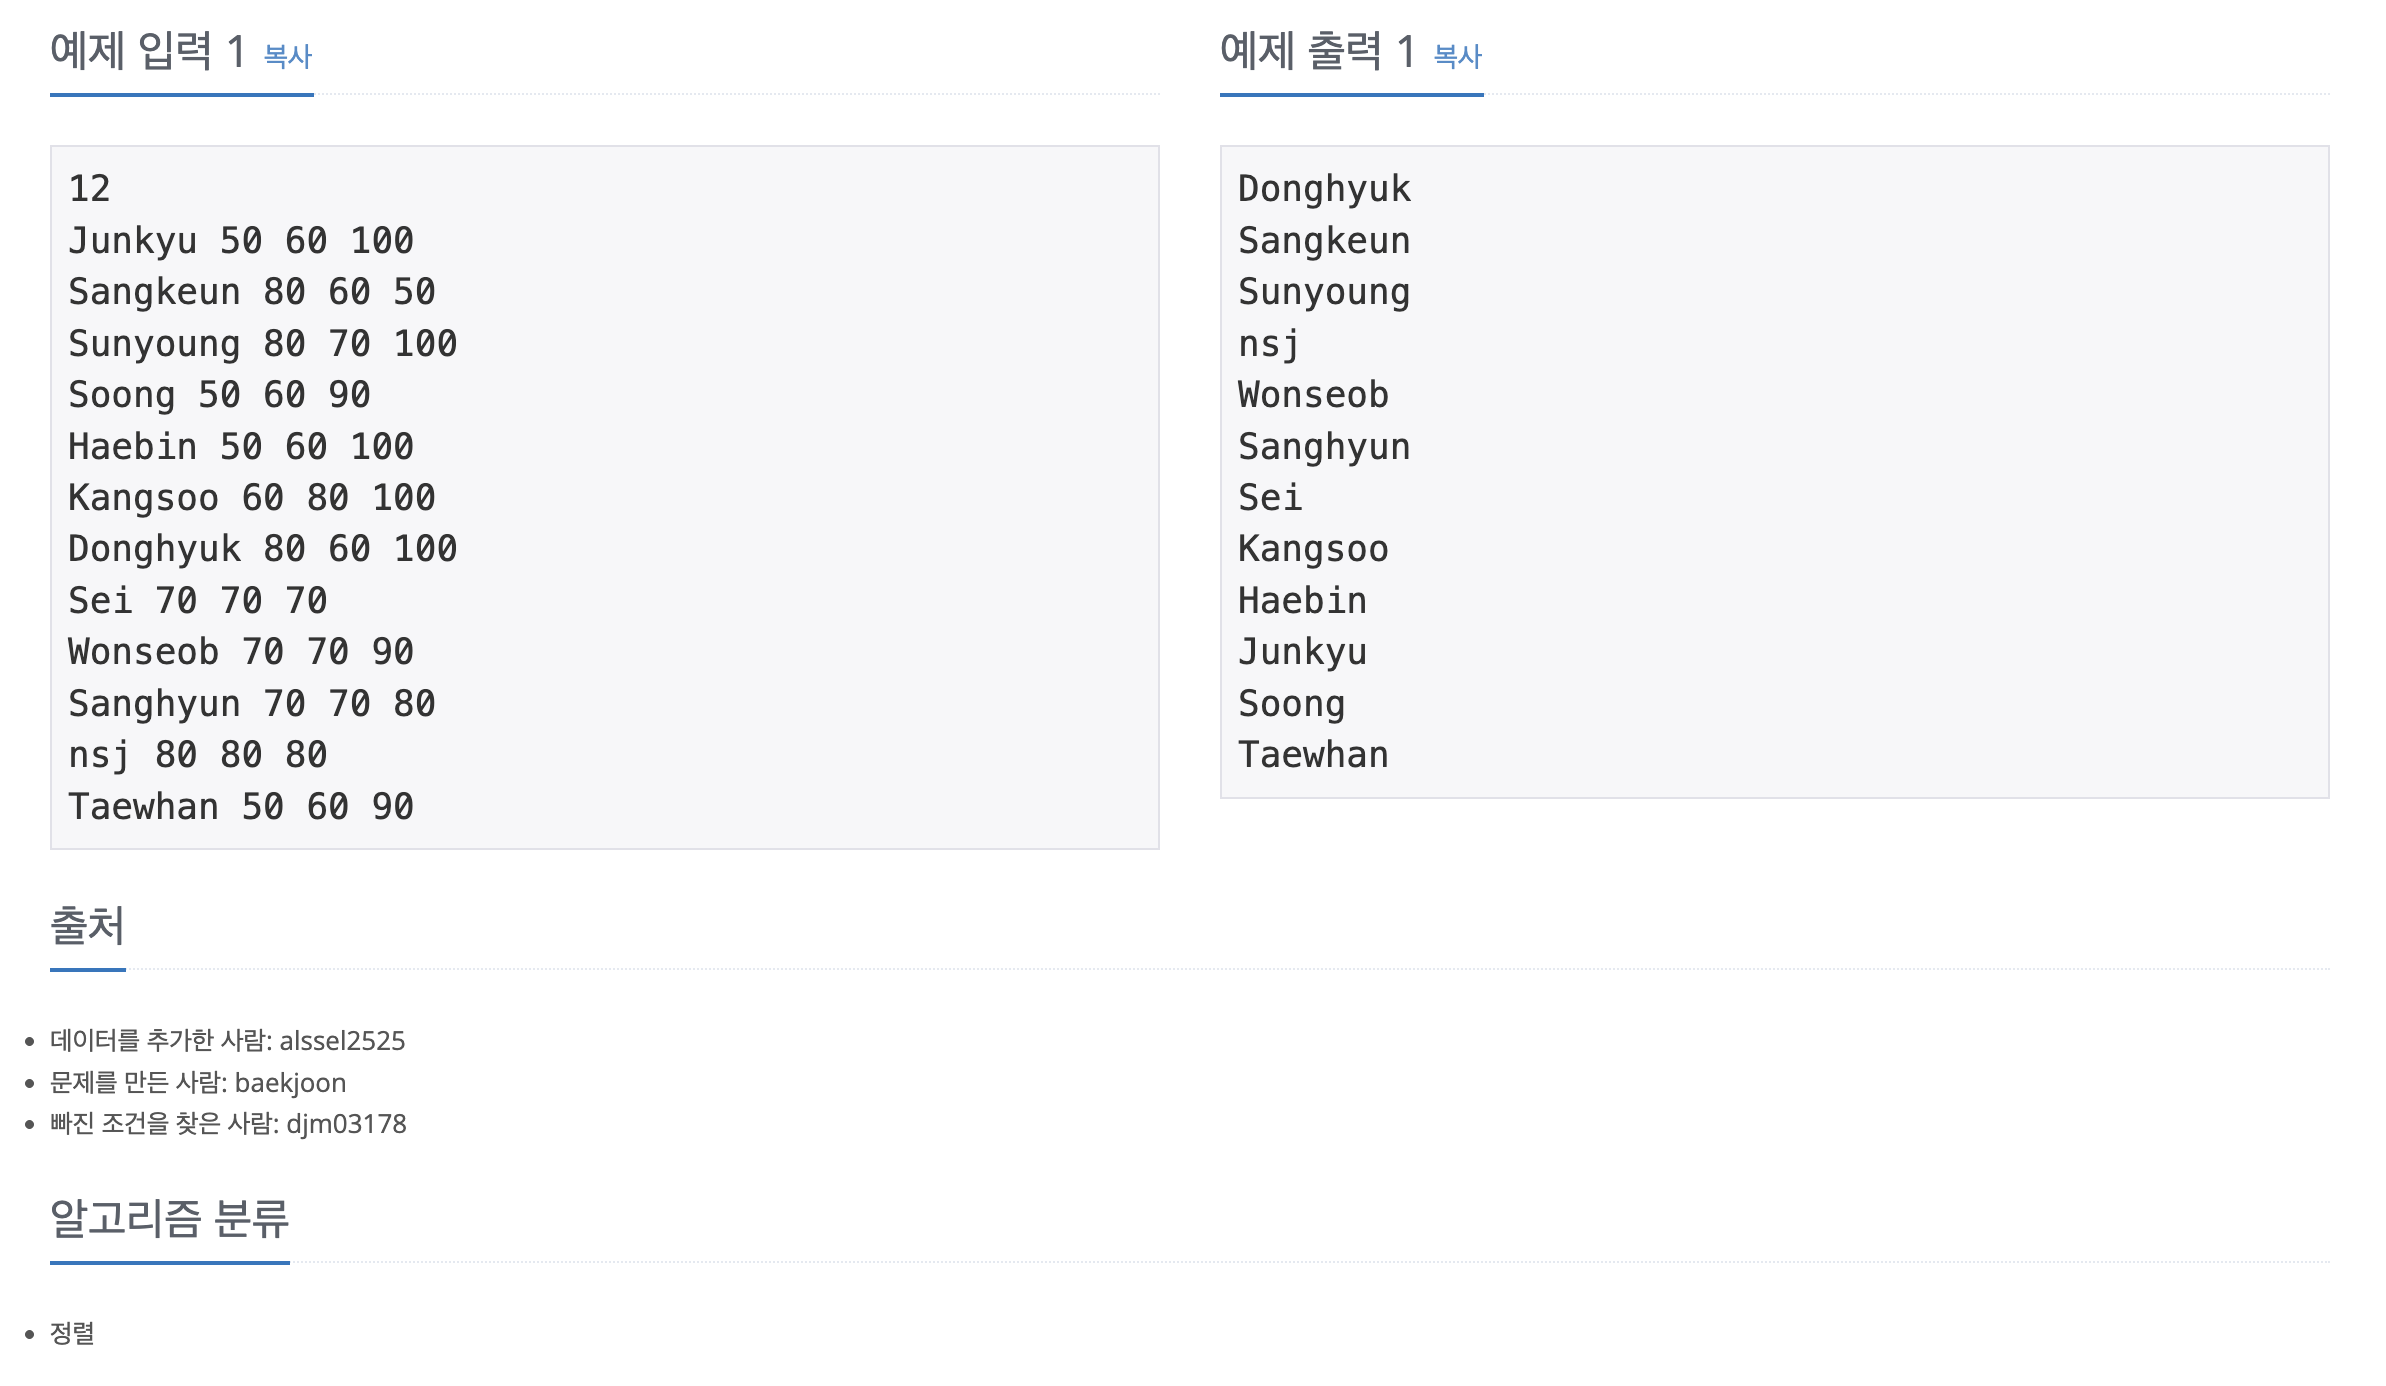 예제 입력 1 복사
12
Junkyu 50 60 100
Sangkeun 80 60 50
Sunyoung 80 70 100
Soong 50 60 90
Haebin 50 60 100
Kangsoo 60 80 100
Donghyuk 80 60 100
Sei 70 70 70
Wonseob 70 70 90
Sanghyun 70 70 80
nsj 80 80 80
Taewhan 50 60 90
예제 출력 1 복사
Donghyuk
Sangkeun
Sunyoung
nsj
Wonseob
Sanghyun
Sei
Kangsoo
Haebin
Junkyu
Soong
Taewhan
출처
데이터를 추가한 사람: alssel2525
문제를 만든 사람: baekjoon
빠진 조건을 찾은 사람: djm03178
알고리즘 분류
정렬